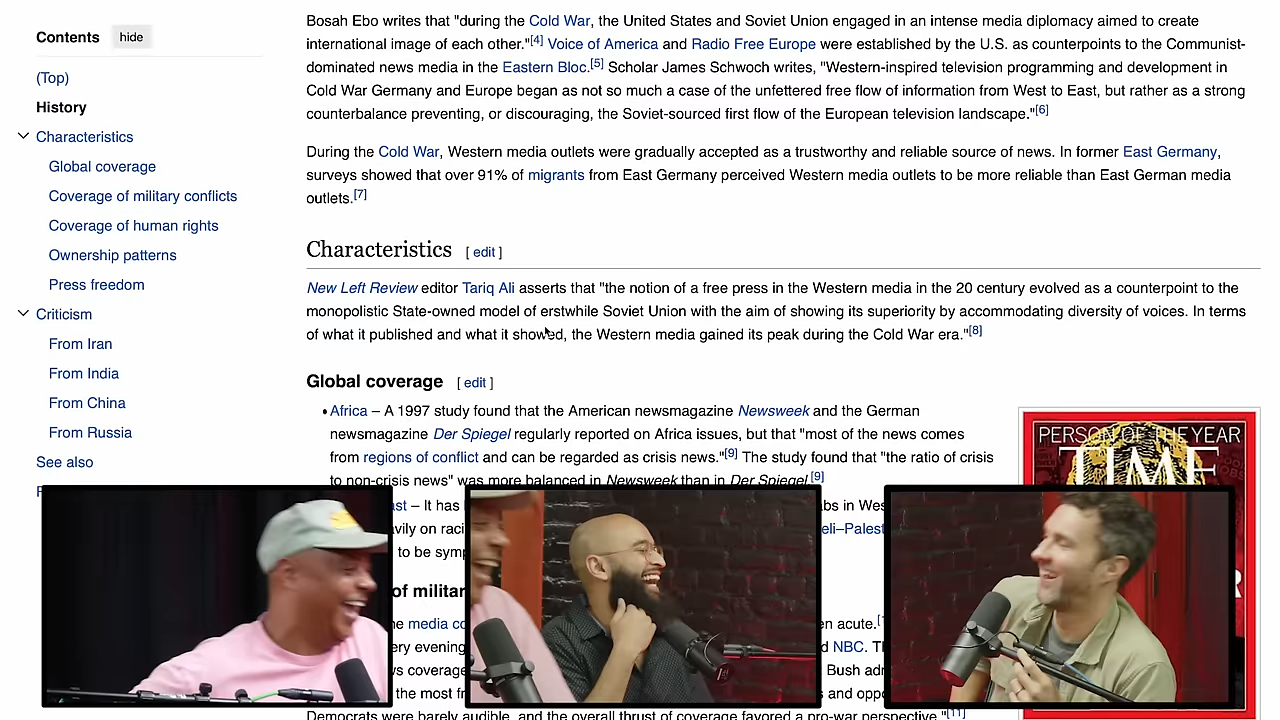 Contents hide
(Top)
History
Characteristics
Global coverage
Coverage of military conflicts
Coverage of human rights
Ownership patterns
Press freedom
Criticism
From Iran
From India
From China
From Russia
See also
Bosah Ebo writes that "during the Cold War, the United States and Soviet Union engaged in an intense media diplomacy aimed to create
international image of each other."[4] Voice of America and Radio Free Europe were established by the U.S. as counterpoints to the Communist-
dominated news media in the Eastern Bloc.[5] Scholar James Schwoch writes, "Western-inspired television programming and development in
Cold War Germany and Europe began as not so much a case of the unfettered free flow of information from West to East, but rather as a strong
counterbalance preventing, or discouraging, the Soviet-sourced first flow of the European television landscape."[6]
During the Cold War, Western media outlets were gradually accepted as a trustworthy and reliable source of news. In former East Germany,
surveys showed that over 91% of migrants from East Germany perceived Western media outlets to be more reliable than East German media
outlets.[7]
Characteristics [ edit ]
New Left Review editor Tariq Ali asserts that "the notion of a free press in the Western media in the 20 century evolved as a counterpoint to the
monopolistic State-owned model of erstwhile Soviet Union with the aim of showing its superiority by accommodating diversity of voices. In terms
of what it published and what it showed, the Western media gained its peak during the Cold War era."[8]
Global coverage [ edit ]
• Africa – A 1997 study found that the American newsmagazine Newsweek and the German
newsmagazine Der Spiegel regularly reported on Africa issues, but that "most of the news comes
from regions of conflict and can be regarded as crisis news."[9] The study found that "the ratio of crisis
to non-crisis news" was more balanced in Newsweek than in Der Spiegel.[9]
– It has
in
on
to be
of
media
NBC.
every evening
coverage
Bush
the most
and
Democrats were barely audible, and the overall thrust of coverage favored a pro-war perspective."[11]
PERSON OF THE YEAR
TIME